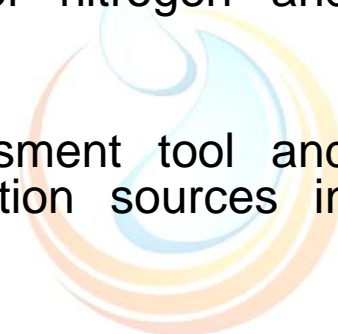 nitrogen and
sment tool and
tion sources in